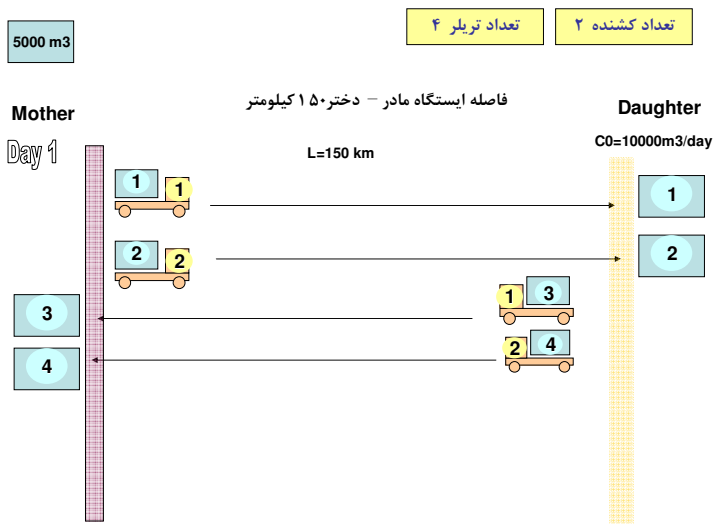 5000 m3
تعداد تریلر ۴
تعداد کشنده ۲
فاصله ایستگاه مادر – دختر۱۵۰ کیلومتر
Mother
Daughter
Day 1
L=150 km
C0=10000m3/day
1
1
1
2
2
2
3
1
3
4
2
4